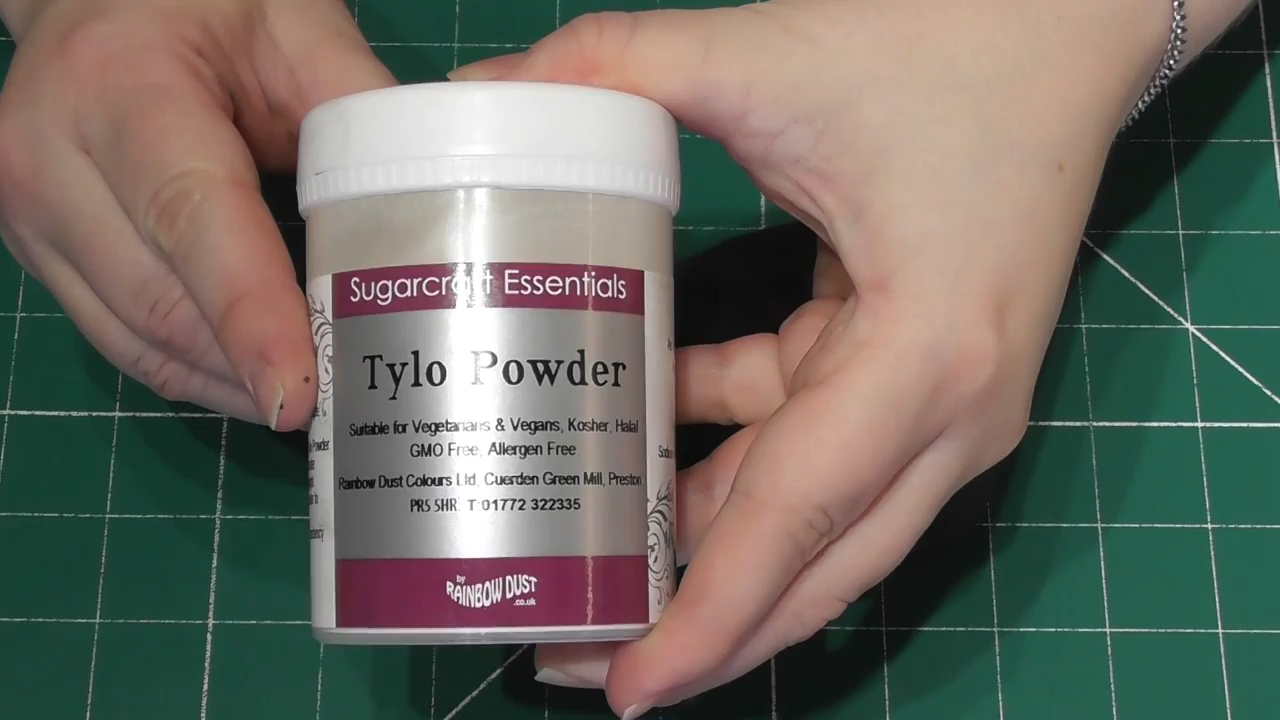 Sugarcraft Essentials
Tylo Powder
Suitable for Vegetarians & Vegans, Kosher, Halal
GMO Free, Allergen Free
Rainbow Dust Colours Ltd, Cuerden Green Mill, Preston
PR5 5HR T:01772 322335
by
RAINBOW DUST
.co.uk
Powder